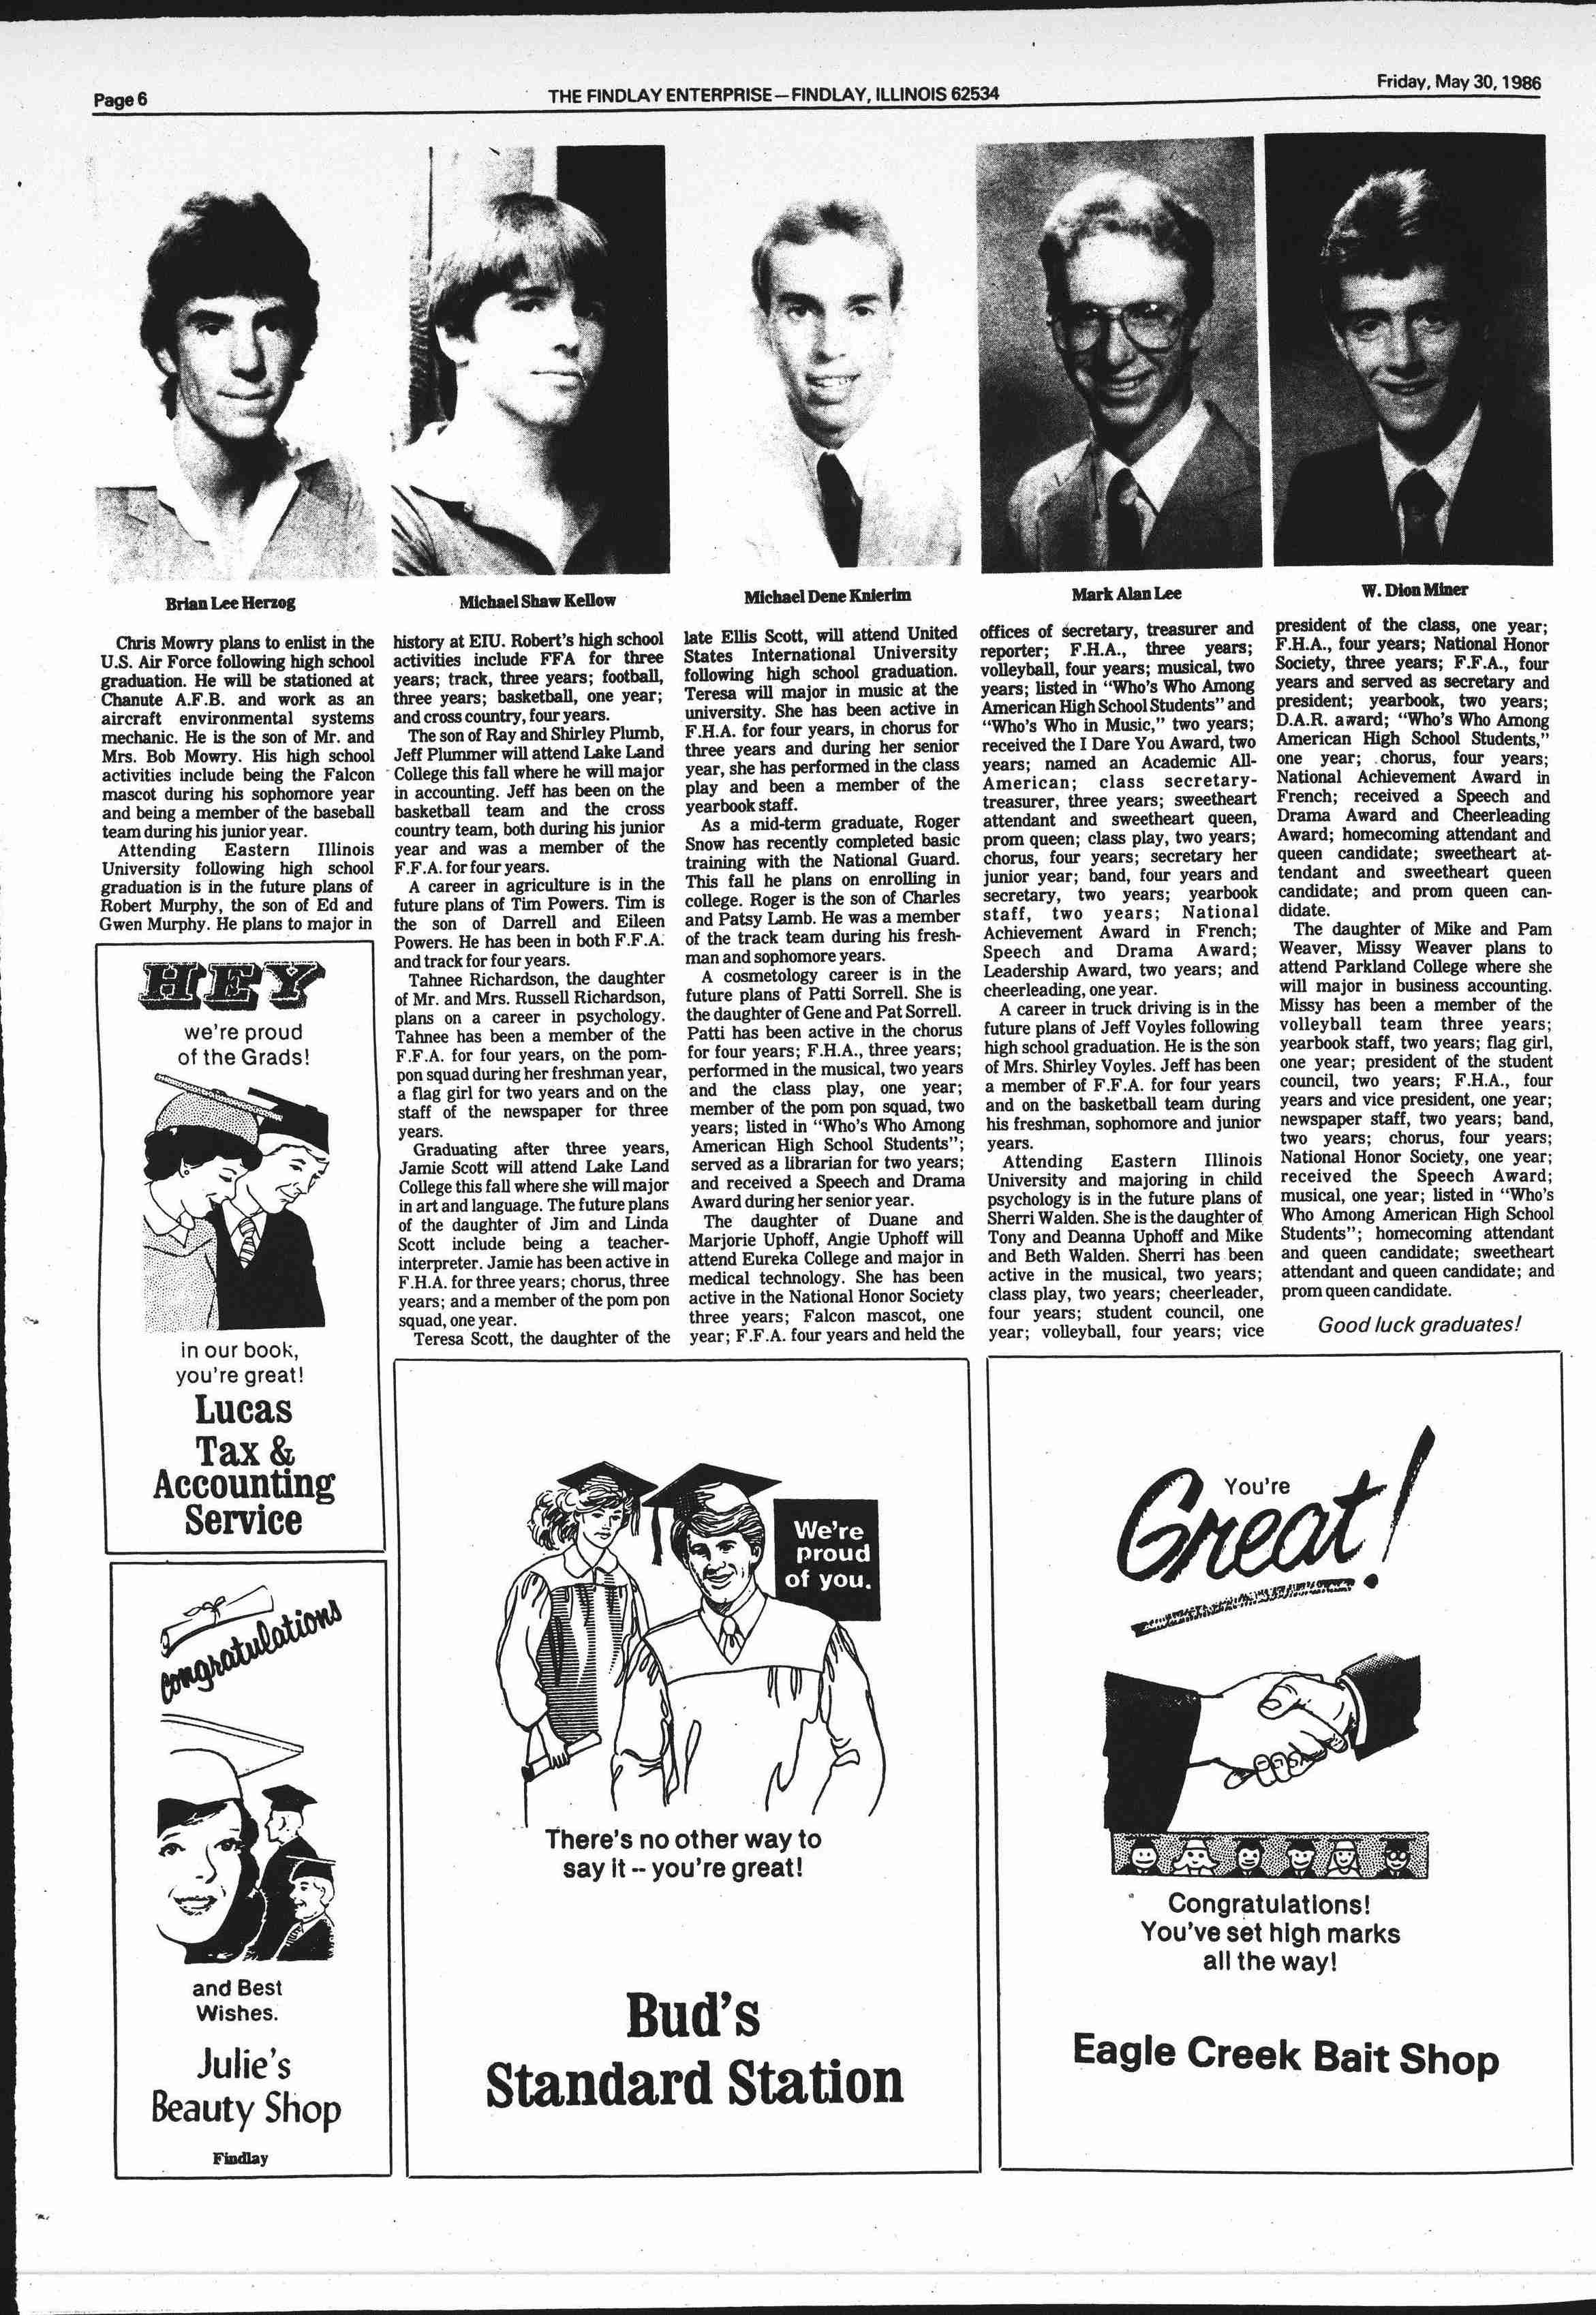 Page 6
THE FINDLAY ENTERPRISE—FINDLAY, ILLINOIS 62534
Friday, May 30, 1986
Brian Lee Herzog
Michael Shaw Kellow
Michael Dene Knierim
Mark Alan Lee
W. Dion Miner
Chris Mowry plans to enlist in the
U.S. Air Force following high school
graduation. He will be stationed at
Chanute A.F.B. and work as an
aircraft environmental systems
mechanic. He is the son of Mr. and
Mrs. Bob Mowry. His high school
activities include being the Falcon
mascot during his sophomore year
and being a member of the baseball
team during his junior year.
Attending Eastern Illinois
University following high school
graduation is in the future plans of
Robert Murphy, the son of Ed and
Gwen Murphy. He plans to major in
history at EIU. Robert's high school
activities include FFA for three
years; track, three years; football,
three years; basketball, one year;
and cross country, four years.
The son of Ray and Shirley Plumb,
Jeff Plummer will attend Lake Land
College this fall where he will major
in accounting. Jeff has been on the
basketball team and the cross
country team, both during his junior
year and was a member of the
F.F.A. for four years.
A career in agriculture is in the
future plans of Tim Powers. Tim is
the son of Darrell and Eileen
Powers. He has been in both F.F.A.
and track for four years.
Tahnee Richardson, the daughter
of Mr. and Mrs. Russell Richardson,
plans on a career in psychology.
Tahnee has been a member of the
F.F.A. for four years, on the pom-
pon squad during her freshman year,
a flag girl for two years and on the
staff of the newspaper for three
years.
Graduating after three years,
Jamie Scott will attend Lake Land
College this fall where she will major
in art and language. The future plans
of the daughter of Jim and Linda
Scott include being a teacher-
interpreter. Jamie has been active in
F.H.A. for three years; chorus, three
years; and a member of the pom pon
squad, one year.
Teresa Scott, the daughter of the
late Ellis Scott, will attend United
States International University
following high school graduation.
Teresa will major in music at the
university. She has been active in
F.H.A. for four years, in chorus for
three years and during her senior
year, she has performed in the class
play and been a member of the
yearbook staff.
As a mid-term graduate, Roger
Snow has recently completed basic
training with the National Guard.
This fall he plans on enrolling in
college. Roger is the son of Charles
and Patsy Lamb. He was a member
of the track team during his fresh-
man and sophomore years.
A cosmetology career is in the
future plans of Patti Sorrell. She is
the daughter of Gene and Pat Sorrell.
Patti has been active in the chorus
for four years; F.H.A., three years;
performed in the musical, two years
and the class play, one year;
member of the pom pon squad, two
years; listed in "Who's Who Among
American High School Students";
served as a librarian for two years;
and received a Speech and Drama
Award during her senior year.
The daughter of Duane and
Marjorie Uphoff, Angie Uphoff will
attend Eureka College and major in
medical technology. She has been
active in the National Honor Society
three years; Falcon mascot, one
year; F.F.A. four years and held the
offices of secretary, treasurer and
reporter; F.H.A., three years;
volleyball, four years; musical, two
years; listed in "Who's Who Among
American High School Students" and
"Who's Who in Music," two years;
received the I Dare You Award, two
years; named an Academic All-
American; class secretary-
treasurer, three years; sweetheart
attendant and sweetheart queen,
prom queen; class play, two years;
chorus, four years; secretary her
junior year; band, four years and
secretary, two years; yearbook
staff, two years; National
Achievement Award in French;
Speech and Drama Award;
Leadership Award, two years; and
cheerleading, one year.
A career in truck driving is in the
future plans of Jeff Voyles following
high school graduation. He is the son
of Mrs. Shirley Voyles. Jeff has been
a member of F.F.A. for four years
and on the basketball team during
his freshman, sophomore and junior
years.
Attending Eastern Illinois
University and majoring in child
psychology is in the future plans of
Sherri Walden. She is the daughter of
Tony and Deanna Uphoff and Mike
and Beth Walden. Sherri has been
active in the musical, two years;
class play, two years; cheerleader,
four years; student council, one
year; volleyball, four years; vice
president of the class, one year;
F.H.A., four years; National Honor
Society, three years; F.F.A., four
years and served as secretary and
president; yearbook, two years;
D.A.R. award; "Who's Who Among
American High School Students,"
one year; chorus, four years;
National Achievement Award in
French; received a Speech and
Drama Award and Cheerleading
Award; homecoming attendant and
queen candidate; sweetheart at-
tendant and sweetheart queen
candidate; and prom queen can-
didate.
The daughter of Mike and Pam
Weaver, Missy Weaver plans to
attend Parkland College where she
will major in business accounting.
Missy has been a member of the
volleyball team three years;
yearbook staff, two years; flag girl,
one year; president of the student
council, two years; F.H.A., four
years and vice president, one year;
newspaper staff, two years; band,
two years; chorus, four years;
National Honor Society, one year;
received the Speech Award;
musical, one year; listed in "Who's
Who Among American High School
Students"; homecoming attendant
and queen candidate; sweetheart
attendant and queen candidate; and
prom queen candidate.
Good luck graduates!
HEY
we're proud
of the Grads!
in our book,
you're great!
Lucas
Tax &
Accounting
Service
congratulations
and Best
Wishes.
Julie's
Beauty Shop
Findlay
We're
proud
of you.
There's no other way to
say it -- you're great!
Bud's
Standard Station
You're
Great!
Congratulations!
You've set high marks
all the way!
Eagle Creek Bait Shop